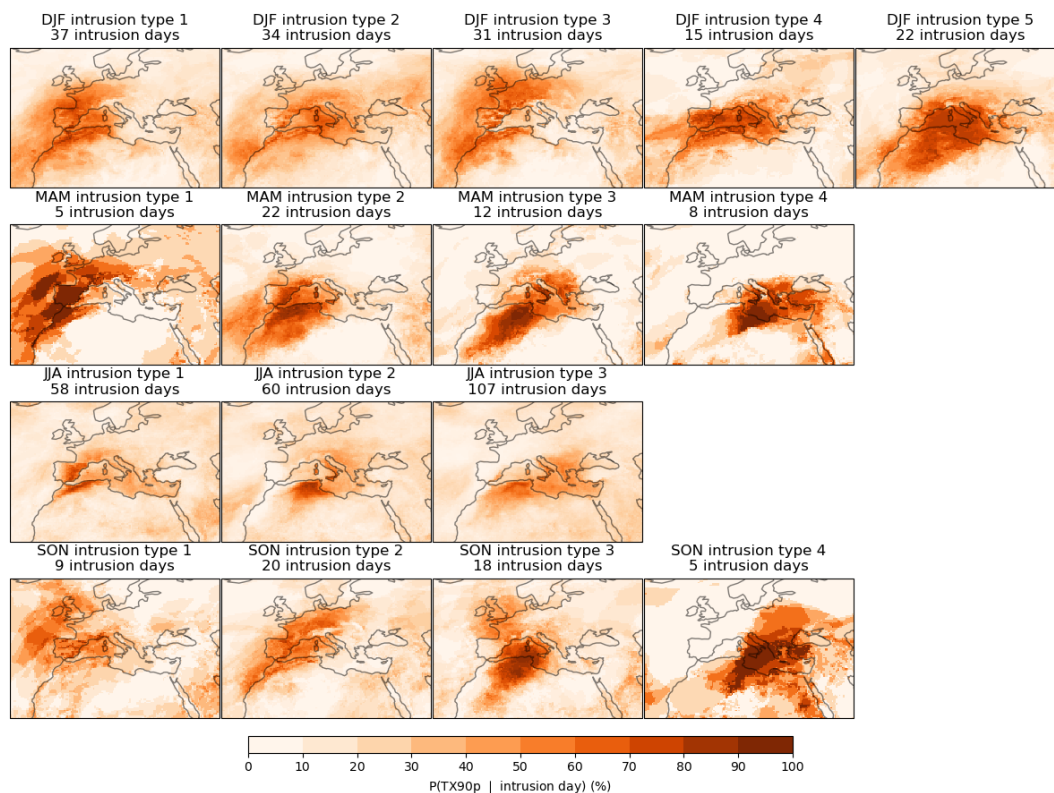 DJF intrusion type 1
37 intrusion days
DJF intrusion type 2
34 intrusion days
DJF intrusion type 3
31 intrusion days
DJF intrusion type 4
15 intrusion days
DJF intrusion type 5
22 intrusion days
MAM intrusion type 1
5 intrusion days
MAM intrusion type 2
22 intrusion days
MAM intrusion type 3
12 intrusion days
MAM intrusion type 4
8 intrusion days
JJA intrusion type 1
58 intrusion days
JJA intrusion type 2
60 intrusion days
JJA intrusion type 3
107 intrusion days
SON intrusion type 1
9 intrusion days
SON intrusion type 2
20 intrusion days
SON intrusion type 3
18 intrusion days
SON intrusion type 4
5 intrusion days
0 10 20 30 40 50 60 70 80 90 100
P(TX90p | intrusion day) (%)